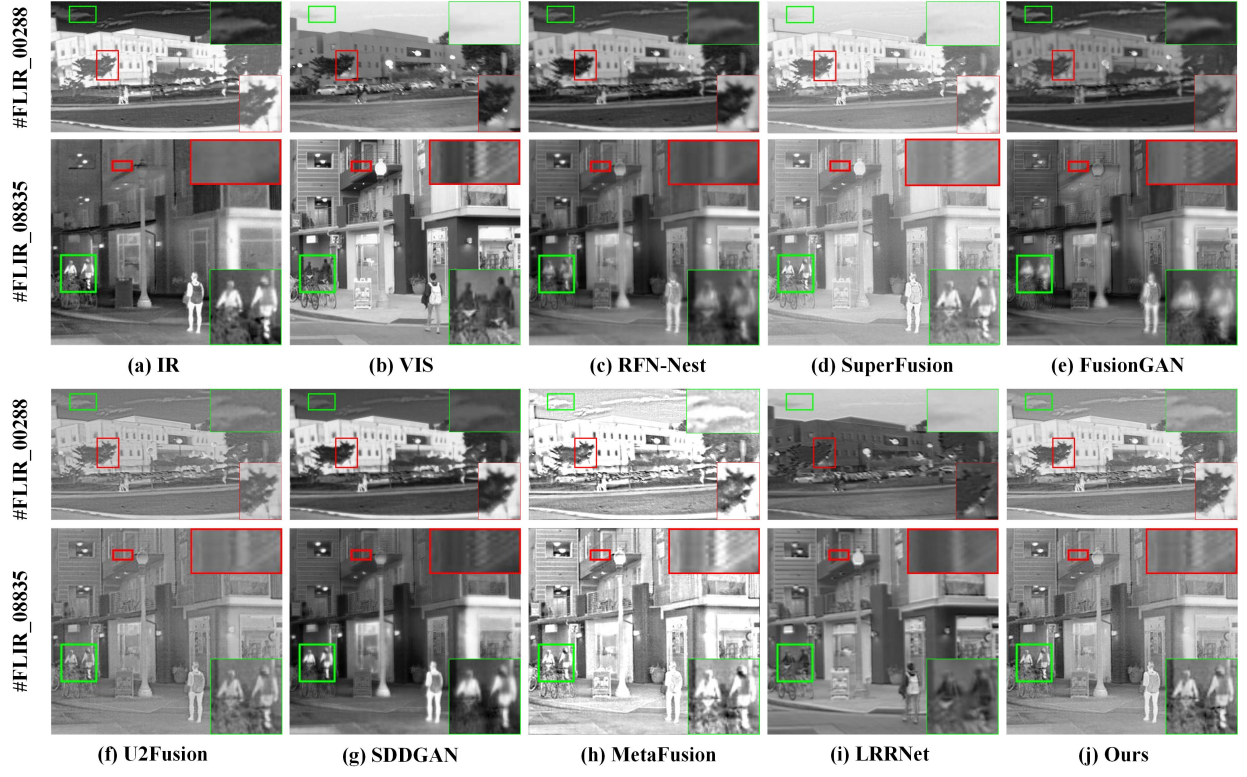 #FLIR_00288
#FLIR_08835
(a) IR (b) VIS (c) RFN-Nest (d) SuperFusion (e) FusionGAN
#FLIR_00288
#FLIR_08835
(f) U2Fusion (g) SDDGAN (h) MetaFusion (i) LRRNet (j) Ours